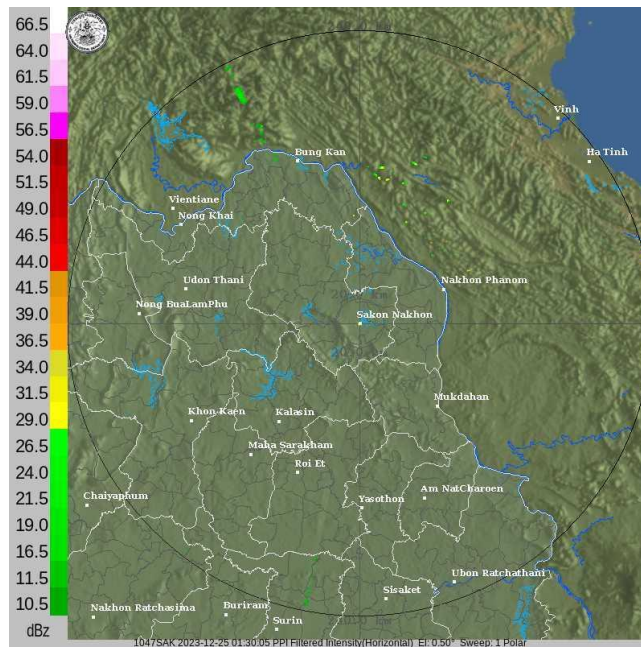 66.5
64.0
61.5
59.0
56.5
54.0
51.5
49.0
46.5
44.0
41.5
39.0
36.5
34.0
31.5
29.0
26.5
24.0
21.5
19.0
16.5
11.5
10.5
dBz
Vinh
Ha Tinh
Bung Kan
Vientiane
Nong Khai
Udon Thani
Nakhon Phanom
Nong BuaLamPhu
Sakon Nakhon
Mukdahan
Khon Kaen
Kalasin
Maha Sarakham
Roi Et
Chaiyaphum
Yasothon
Am NatCharoen
Ubon Ratchathani
Sisaket
Nakhon Ratchasima
Buriram
Surin
1047SAK 2023-12-25 01:30:05 PPI Filtered Intensity(Horizontal) El: 0.50° Sweep: 1 Polar